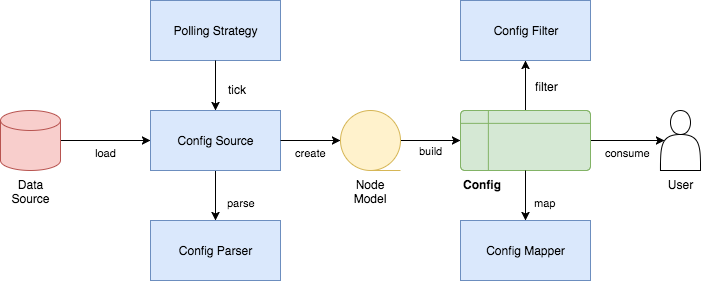 Polling Strategy
Config Filter
tick
filter
Config Source
load
create
build
consume
Data
Source
Node
Model
Config
User
parse
map
Config Parser
Config Mapper